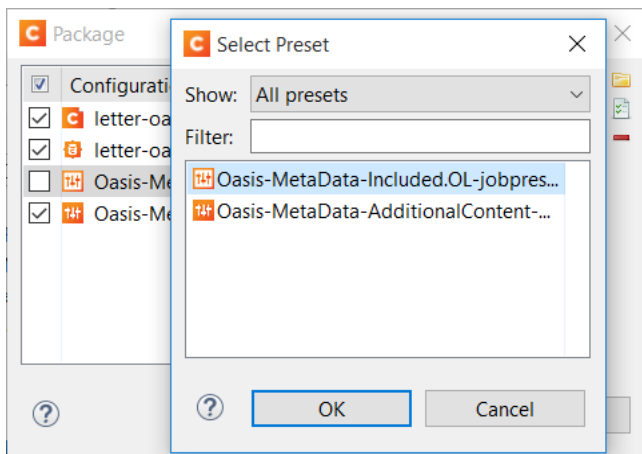 Package
Select Preset
Configurati
Show: All presets
Filter:
letter-oa
letter-oa
Oasis-Me
Oasis-Me
Oasis-MetaData-Included.OL-jobpres...
Oasis-MetaData-AdditionalContent-...
OK
Cancel